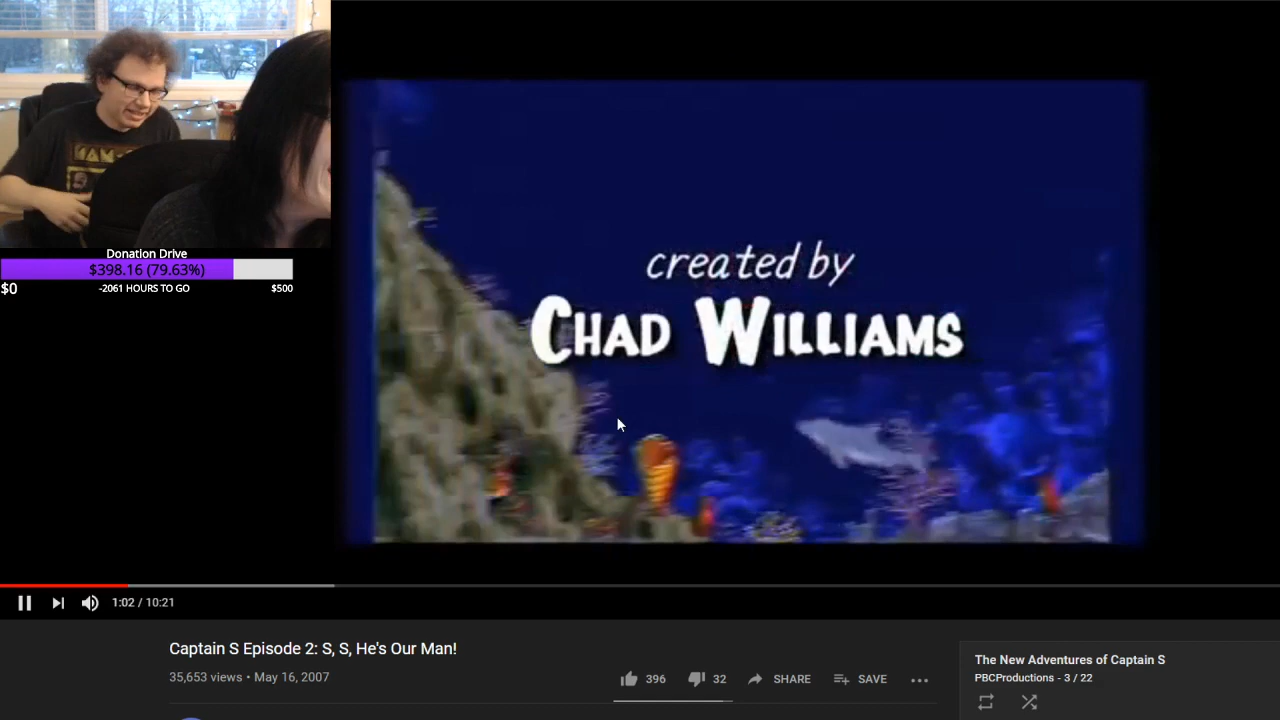 Donation Drive
$398.16 (79.63%)
$0
-2061 HOURS TO GO
$500
created by
CHAD WILLIAMS
1:02 / 10:21
Captain S Episode 2: S, S, He's Our Man!
35,653 views • May 16, 2007
396
32
SHARE
SAVE
The New Adventures of Captain S
PBCProductions - 3 / 22